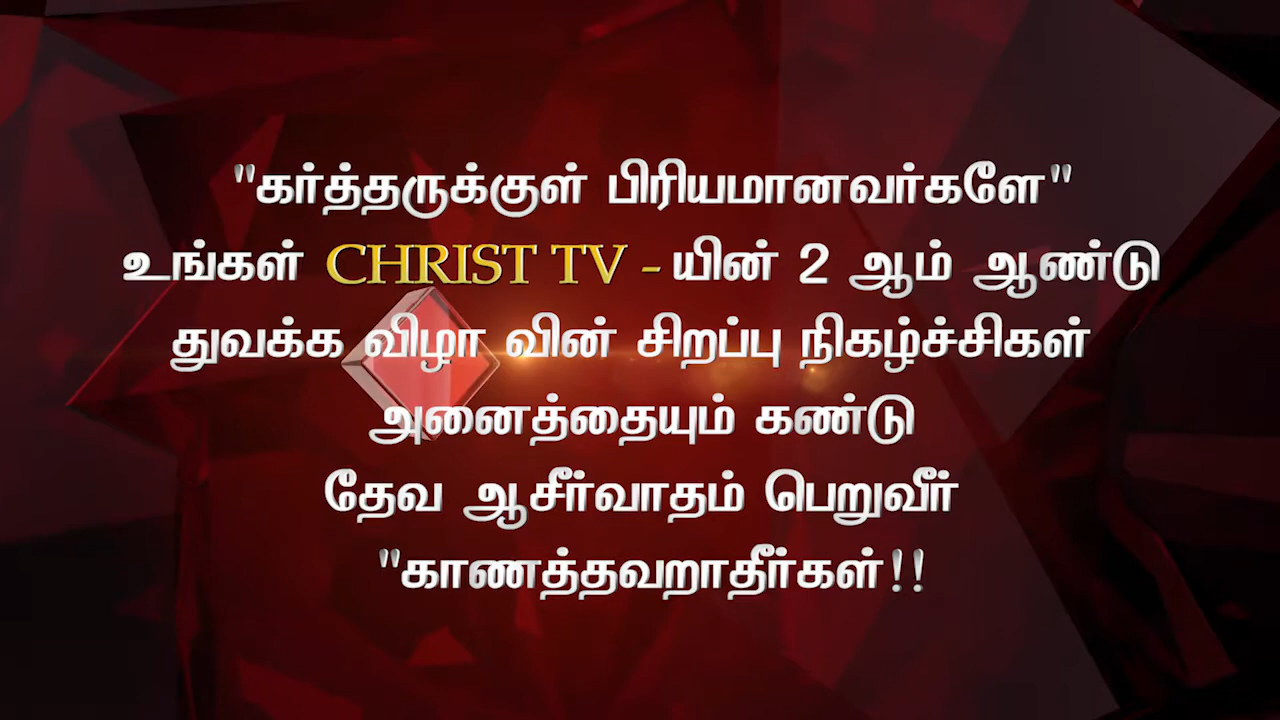 "கர்த்தருக்குள் பிரியமானவர்களே"
உங்கள் CHRIST TV - யின் 2 ஆம் ஆண்டு
துவக்க விழா வின் சிறப்பு நிகழ்ச்சிகள்
அனைத்தையும் கண்டு
தேவ ஆசீர்வாதம் பெறுவீர்
"காணத்தவறாதீர்கள்!!